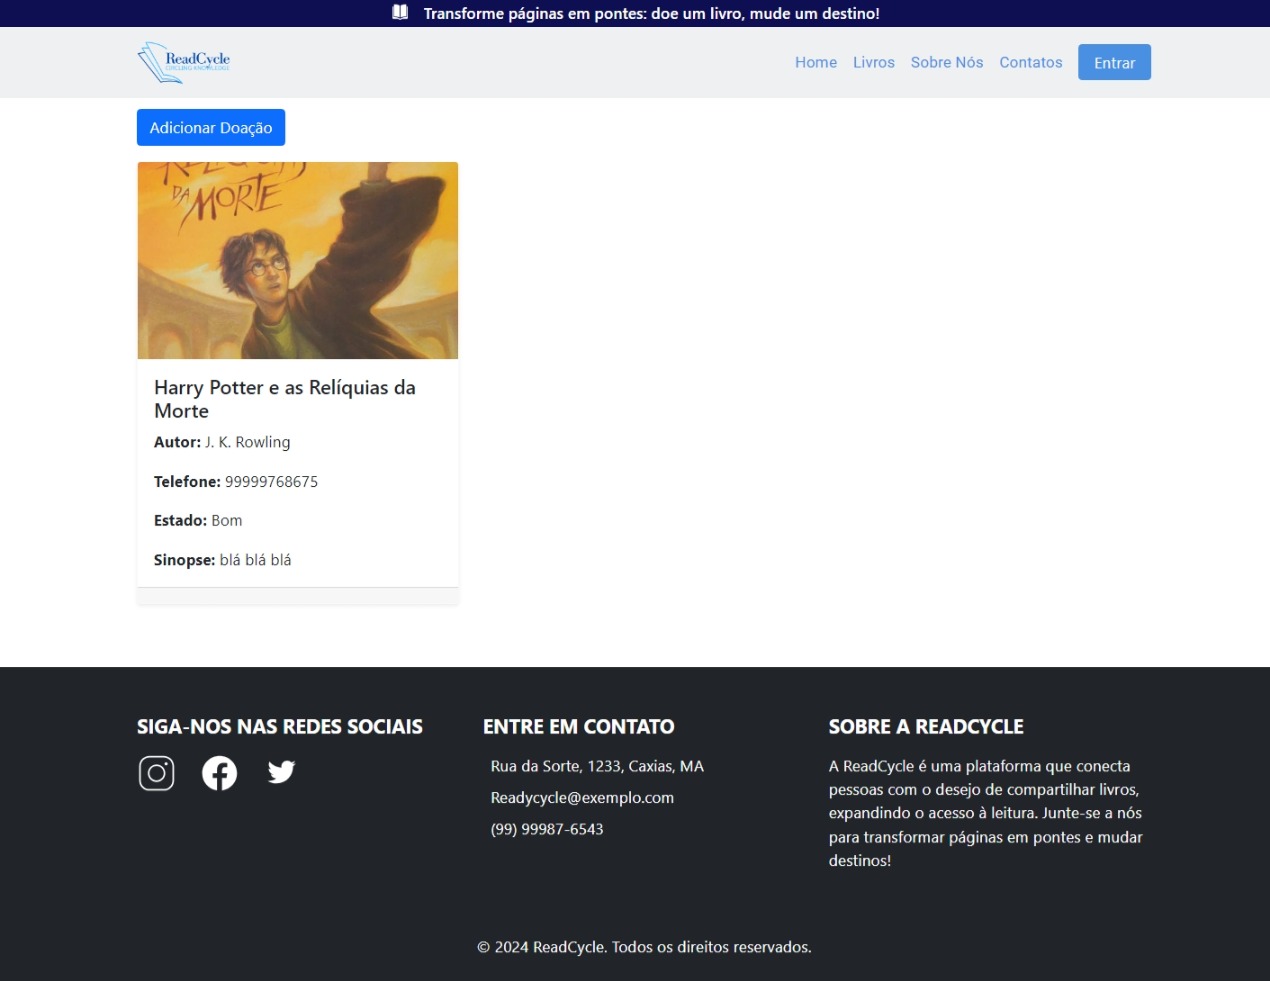 Transforme páginas em pontes: doe um livro, mude um destino!
ReadCycle
CIRCLING KNOWLEDGE
Home Livros Sobre Nós Contatos Entrar
Adicionar Doação
DA
MORTE
Harry Potter e as Relíquias da
Morte
Autor: J. K. Rowling
Telefone: 99999768675
Estado: Bom
Sinopse: blá blá blá
SIGA-NOS NAS REDES SOCIAIS
ENTRE EM CONTATO
Rua da Sorte, 1233, Caxias, MA
Readycycle@exemplo.com
(99) 99987-6543
SOBRE A READCYCLE
A ReadCycle é uma plataforma que conecta
pessoas com o desejo de compartilhar livros,
expandindo o acesso à leitura. Junte-se a nós
para transformar páginas em pontes e mudar
destinos!
© 2024 ReadCycle. Todos os direitos reservados.